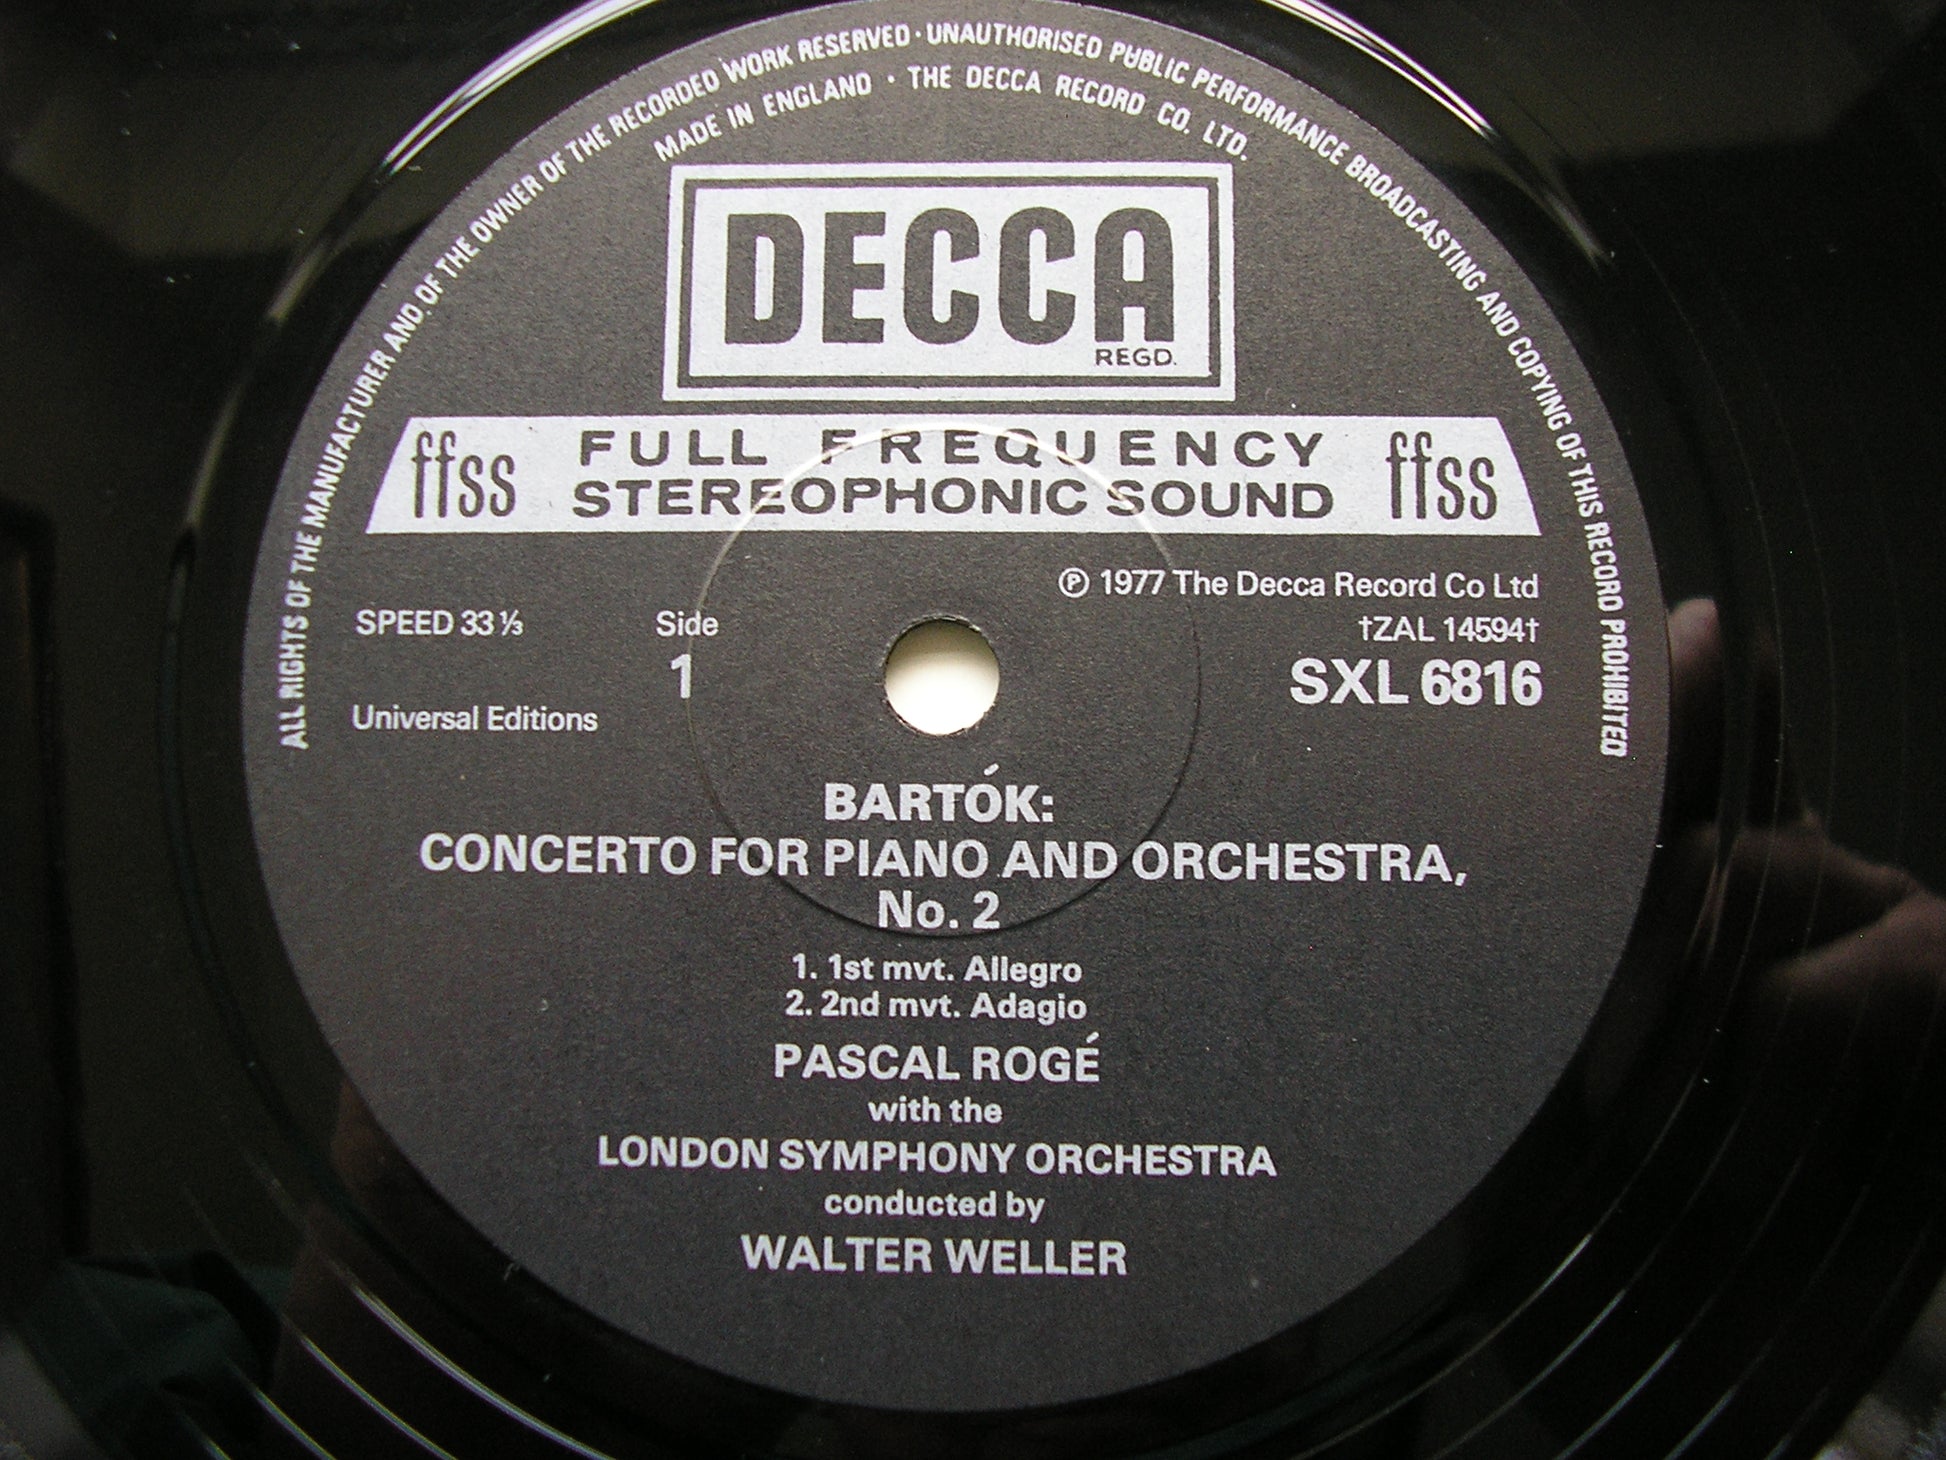 ALL RIGHTS OF THE MANUFACTURER AND OF THE OWNER OF THE RECORDED WORK RESERVED · UNAUTHORISED PUBLIC PERFORMANCE BROADCASTING AND COPYING OF THIS RECORD PROHIBITED
MADE IN ENGLAND · THE DECCA RECORD CO. LTD.
DECCA
REGD.
ffss FULL FREQUENCY ffss
STEREOPHONIC SOUND
℗ 1977 The Decca Record Co Ltd
SPEED 33⅓ Side †ZAL 14594†
1 SXL 6816
Universal Editions
BARTÓK:
CONCERTO FOR PIANO AND ORCHESTRA,
No. 2
1. 1st mvt. Allegro
2. 2nd mvt. Adagio
PASCAL ROGÉ
with the
LONDON SYMPHONY ORCHESTRA
conducted by
WALTER WELLER